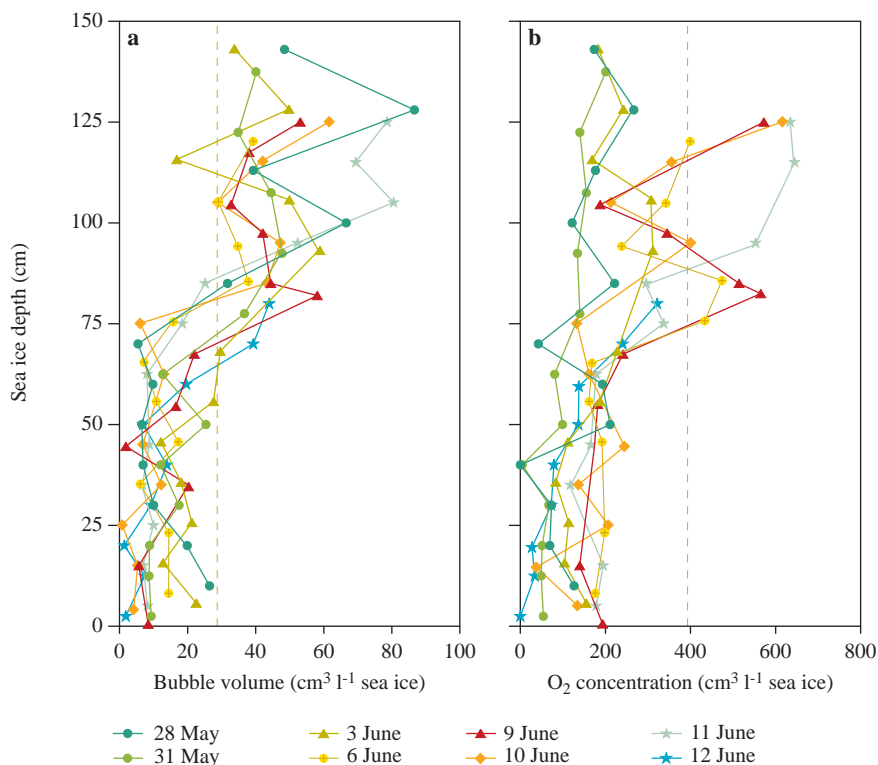 a
b
150
125
100
75
50
25
0
Sea ice depth (cm)
0 20 40 60 80 100
0 200 400 600 800
Bubble volume (cm³ l⁻¹ sea ice)
O₂ concentration (cm³ l⁻¹ sea ice)
28 May 3 June 9 June 11 June
31 May 6 June 10 June 12 June